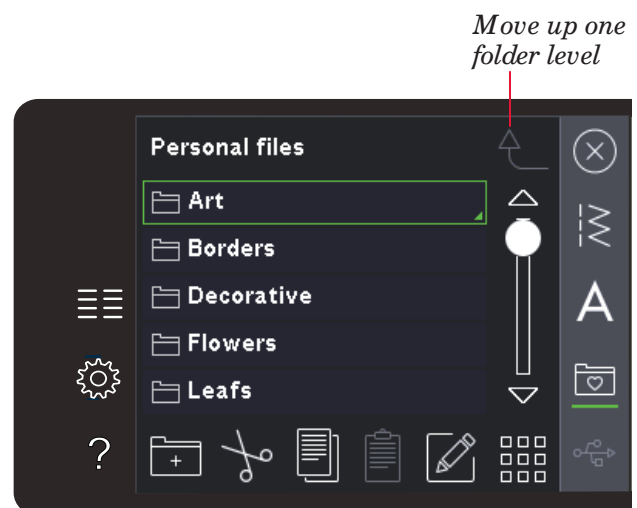 Move up one
folder level
Personal files
Art
Borders
Decorative
Flowers
Leafs
A
?